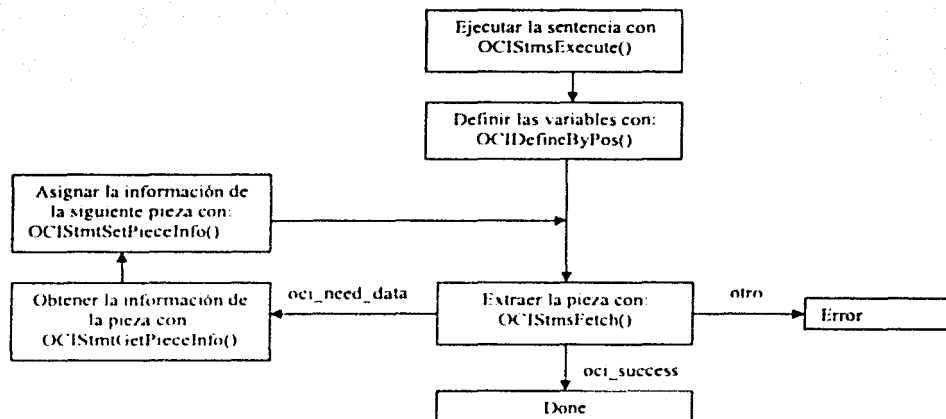 Ejecutar la sentencia con
OCIStmsExecute()
Definir las variables con:
OCIDefineByPos()
Asignar la información de
la siguiente pieza con:
OCIStmtSetPieceInfo()
Obtener la información de
la pieza con:
OCIStmtGetPieceInfo()
oci_need_data
Extraer la pieza con:
OCIStmsFetch()
otro
Error
oci_success
Done